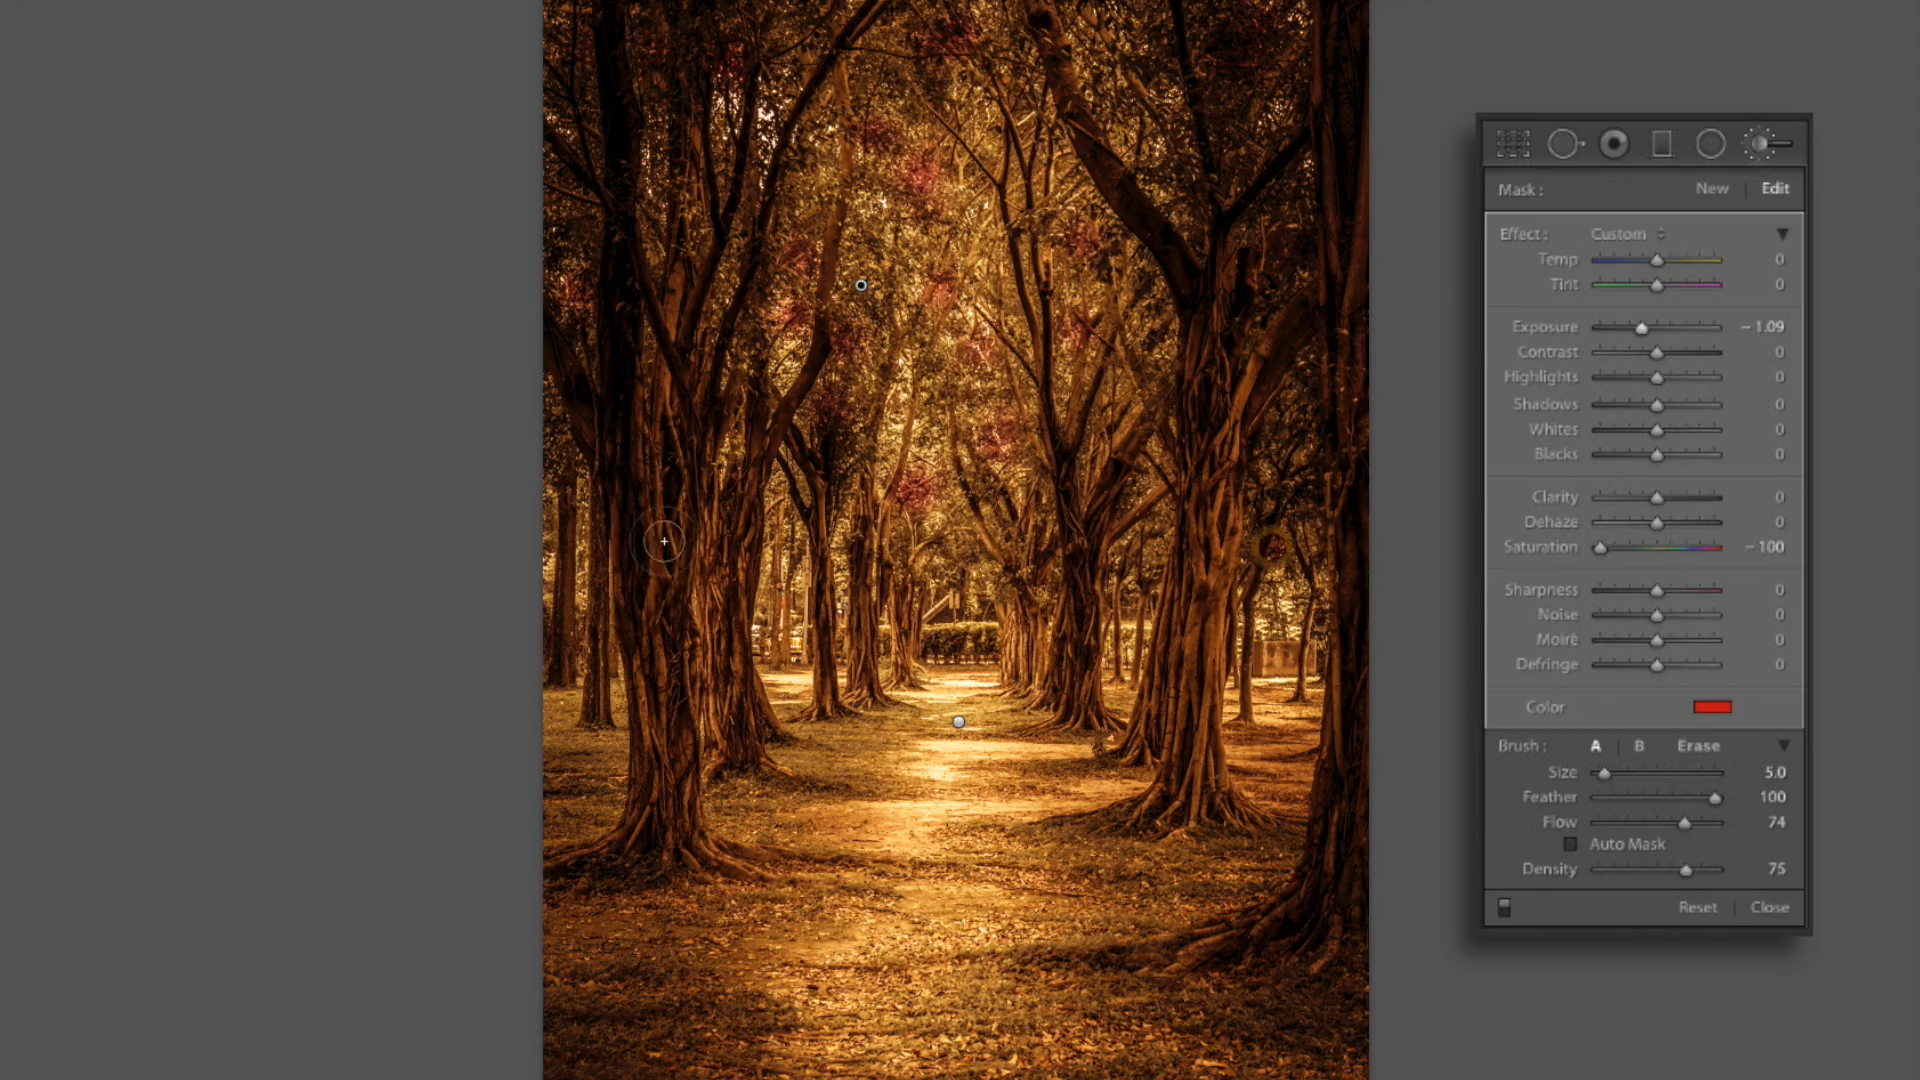 Mask : New | Edit
Effect : Custom
Temp 0
Tint 0
Exposure – 1.09
Contrast 0
Highlights 0
Shadows 0
Whites 0
Blacks 0
Clarity 0
Dehaze 0
Saturation – 100
Sharpness 0
Noise 0
Moiré 0
Defringe 0
Color
Brush : A | B Erase
Size 5.0
Feather 100
Flow 74
Auto Mask
Density 75
Reset | Close